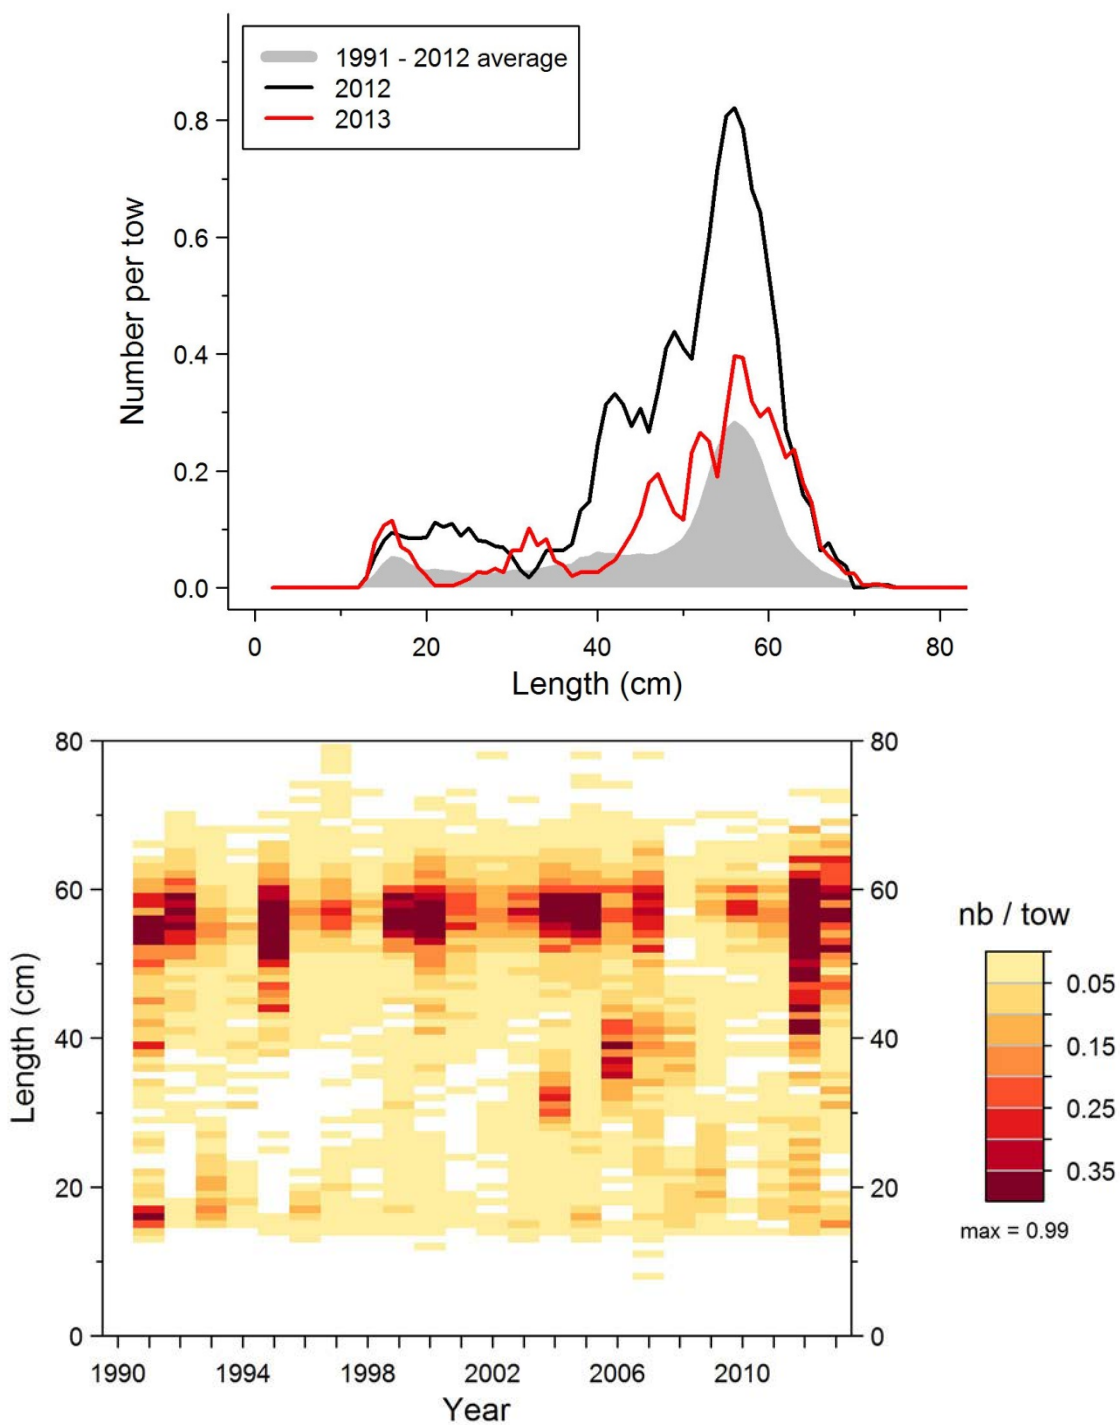 1991 - 2012 average
2012
2013
Number per tow
0.8
0.6
0.4
0.2
0.0
0 20 40 60 80
Length (cm)
80 80
60 60
40 40
20 20
0 0
Length (cm)
1990 1994 1998 2002 2006 2010
Year
nb / tow
0.05
0.15
0.25
0.35
max = 0.99